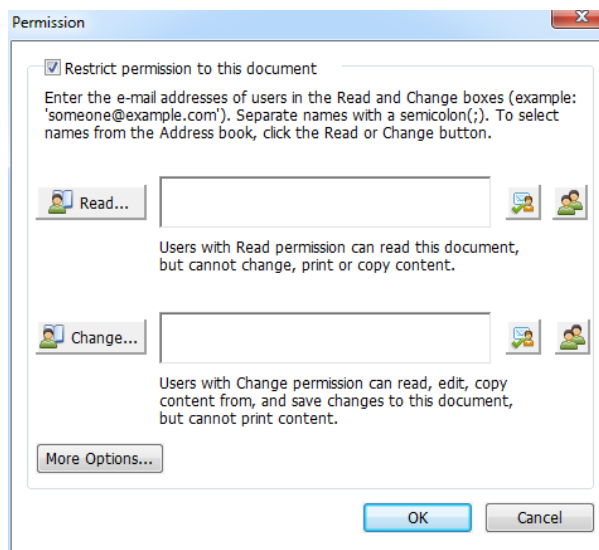 Permission
Restrict permission to this document
Enter the e-mail addresses of users in the Read and Change boxes (example:
'someone@example.com'). Separate names with a semicolon(;). To select
names from the Address book, click the Read or Change button.
Read...
Users with Read permission can read this document,
but cannot change, print or copy content.
Change...
Users with Change permission can read, edit, copy
content from, and save changes to this document,
but cannot print content.
More Options...
OK Cancel